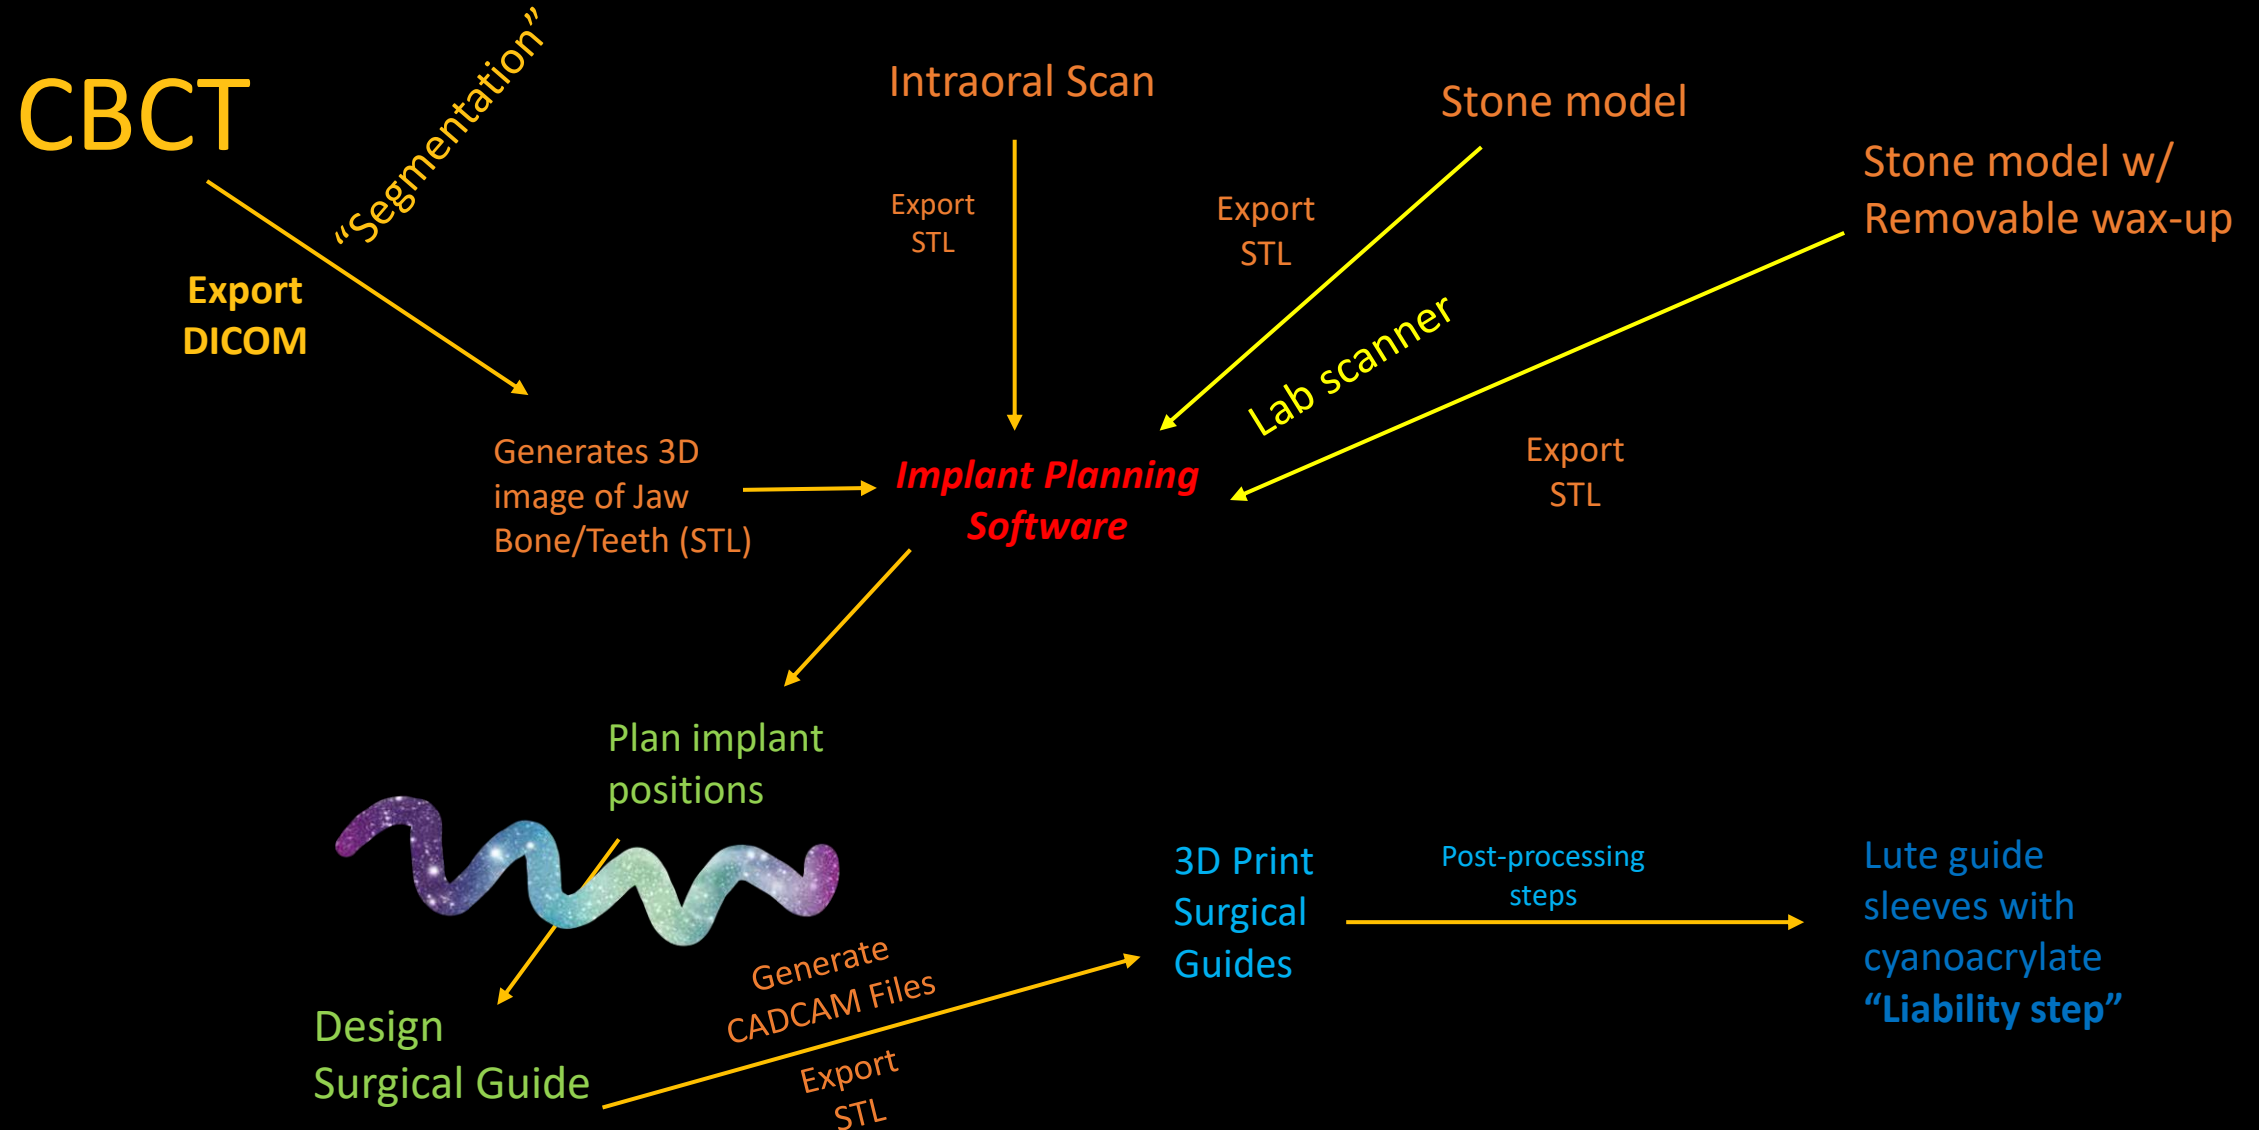 CBCT
“Segmentation”
Export
DICOM
Generates 3D
image of Jaw
Bone/Teeth (STL)
Intraoral Scan
Export
STL
Stone model
Export
STL
Lab scanner
Stone model w/
Removable wax-up
Export
STL
Implant Planning
Software
Plan implant
positions
Design
Surgical Guide
Generate
CADCAM Files
Export
STL
3D Print
Surgical
Guides
Post-processing
steps
Lute guide
sleeves with
cyanoacrylate
“Liability step”